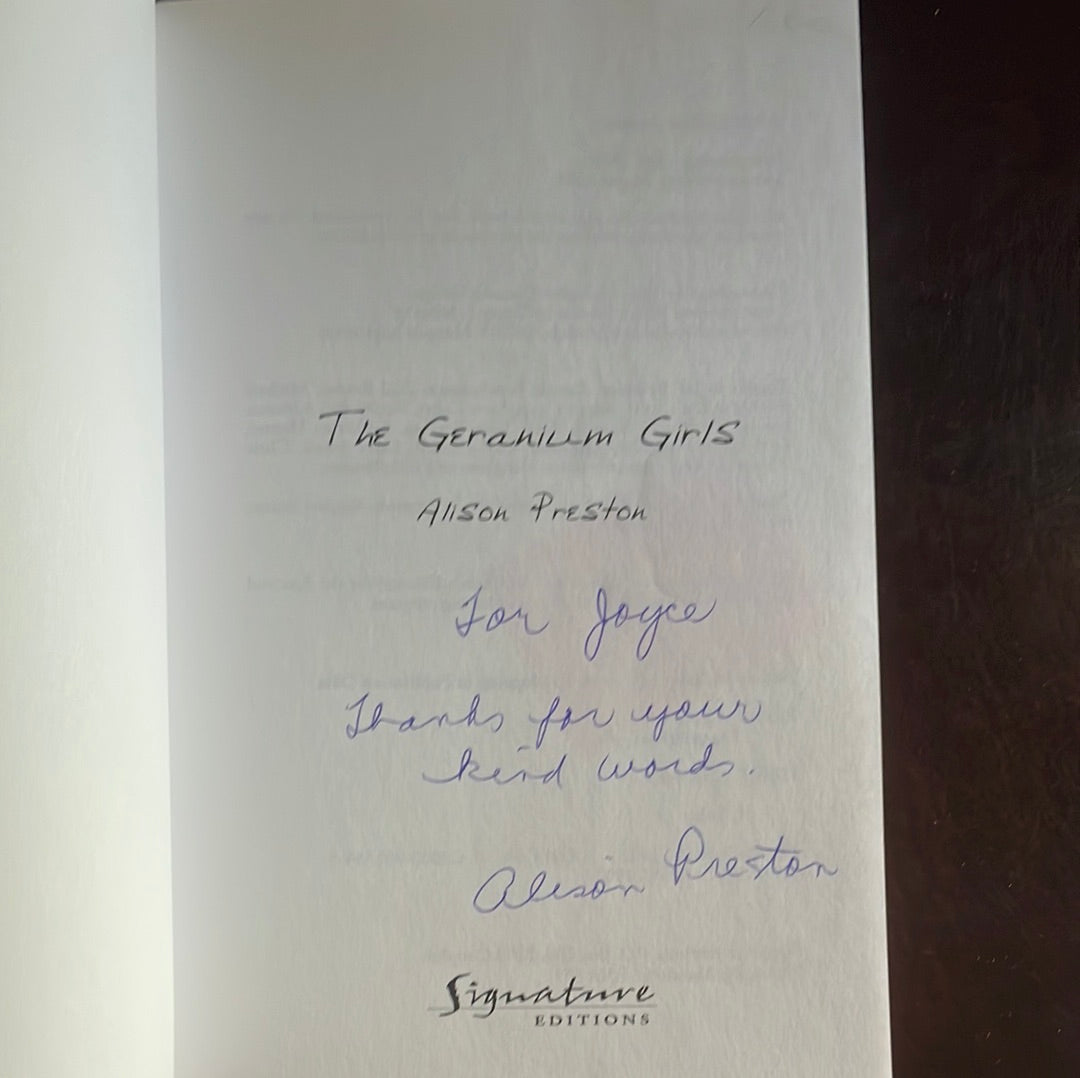 The Geranium Girls
Alison Preston
For Joyce
Thanks for your
kind words.
Alison Preston
Signature
EDITIONS